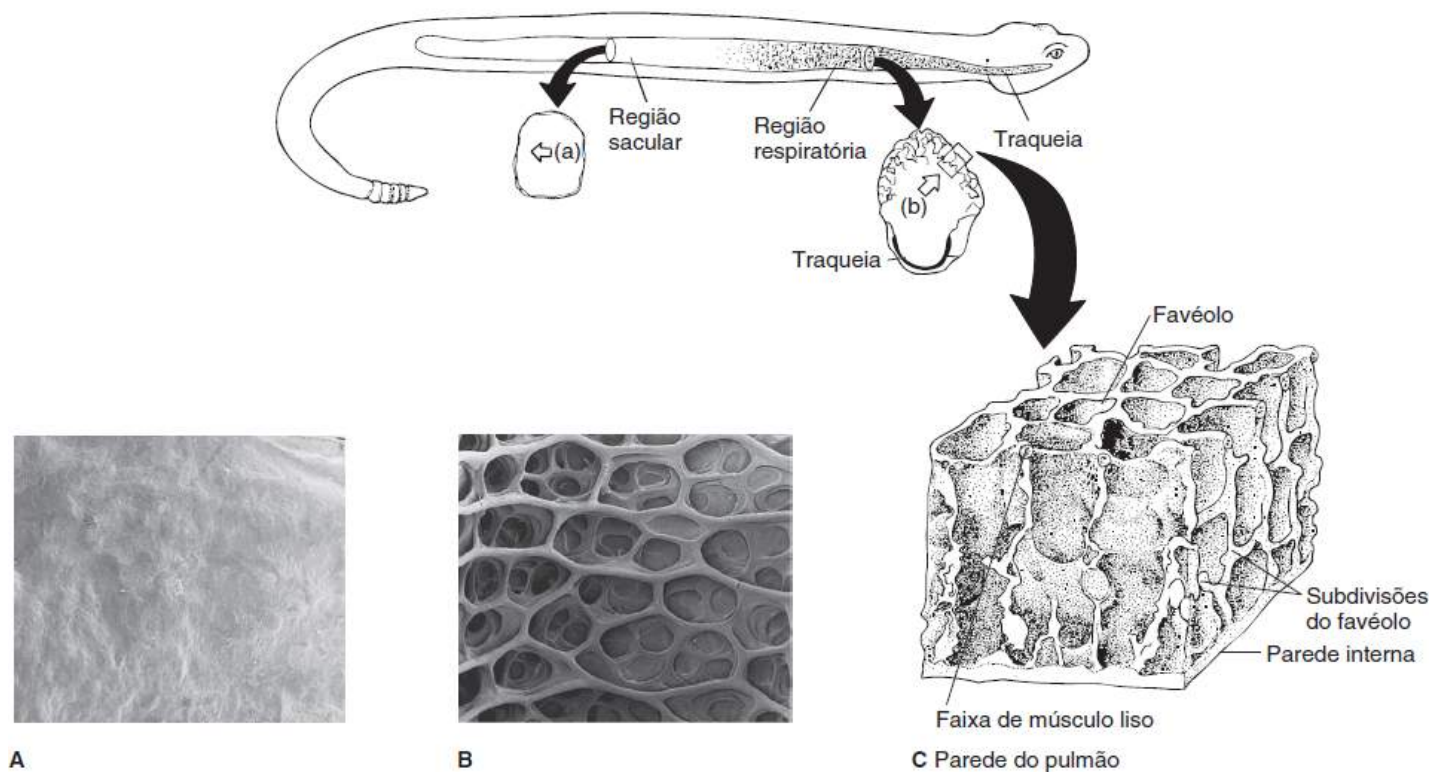 Região
sacular
(a)
Região
respiratória
Traqueia
(b)
Traqueia
Favéolo
Subdivisões
do favéolo
Parede interna
Faixa de músculo liso
A
B
C Parede do pulmão